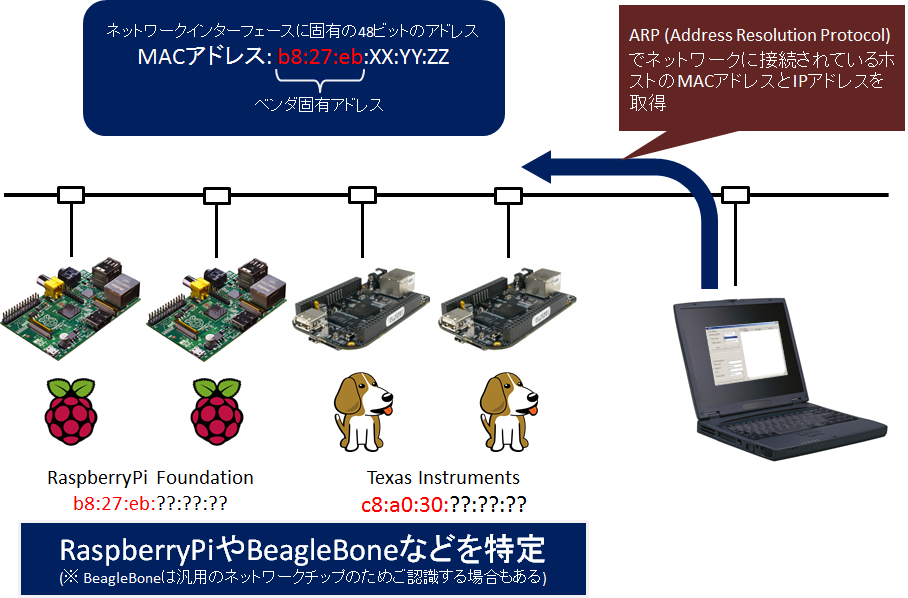 ネットワークインターフェースに固有の48ビットのアドレス
MACアドレス: b8:27:eb:XX:YY:ZZ
ベンダ固有アドレス
ARP (Address Resolution Protocol)
でネットワークに接続されているホ
ストのMACアドレスとIPアドレスを
取得
RaspberryPi Foundation
b8:27:eb:??:??:??
Texas Instruments
c8:a0:30:??:??:??
RaspberryPiやBeagleBoneなどを特定
(※ BeagleBoneは汎用のネットワークチップのためご認識する場合もある)